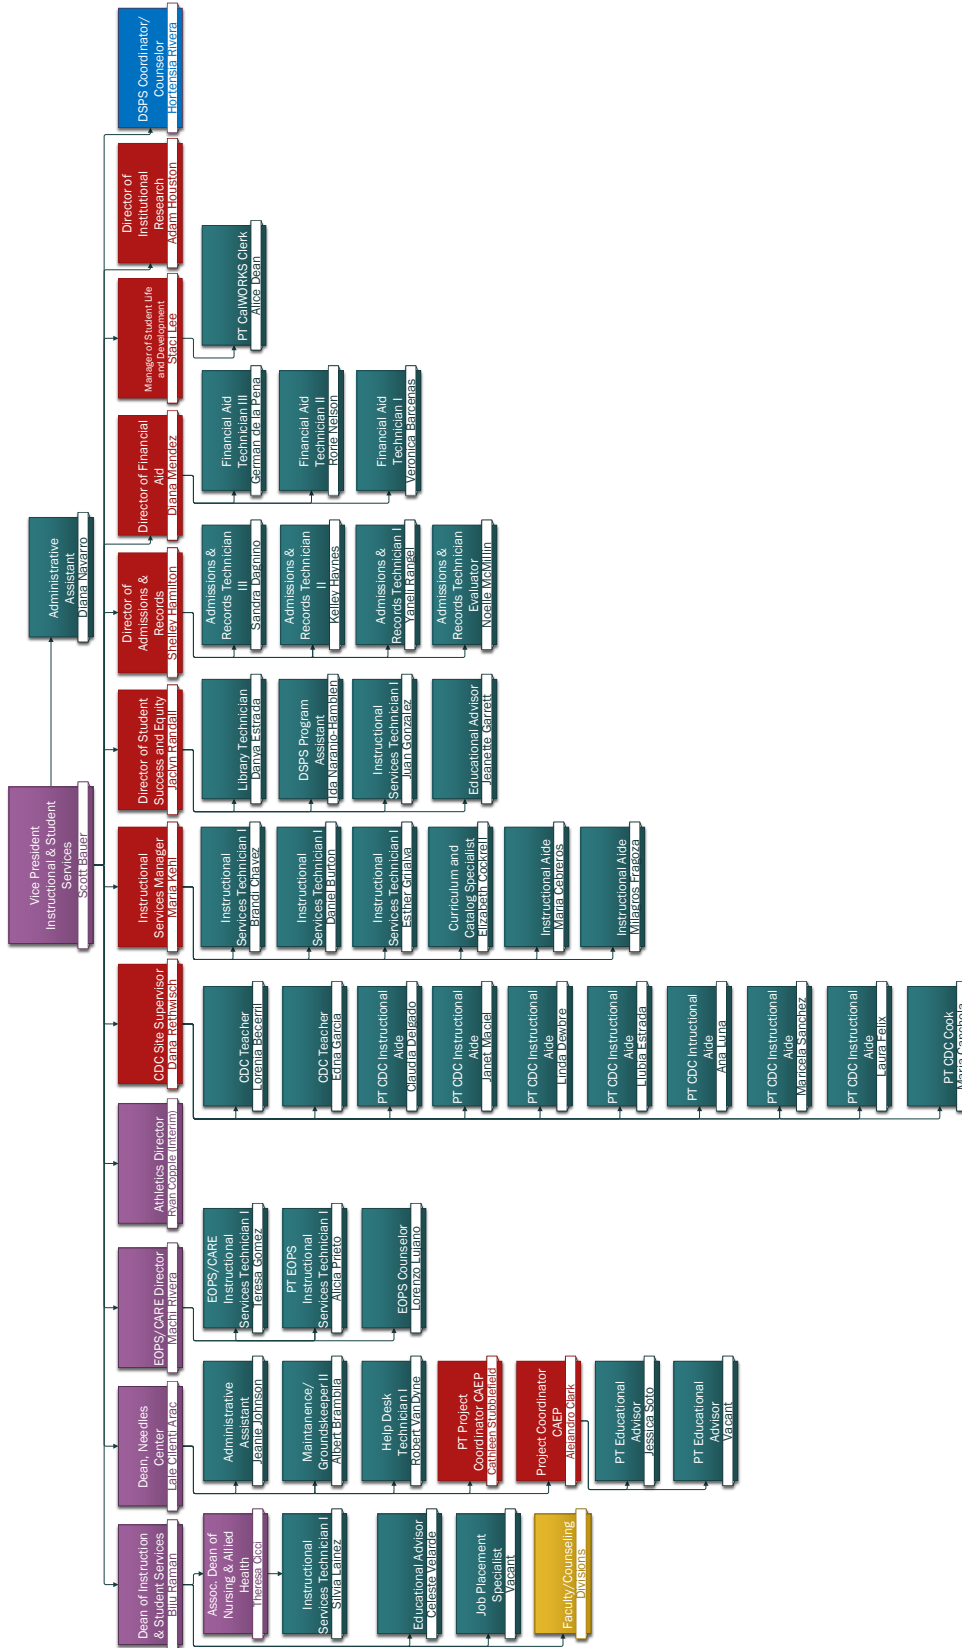 Vice President
Instructional & Student
Services
Scott Bauer
Administrative
Assistant
Diana Navarro
Dean of Instruction
& Student Services
Biju Raman
Assoc. Dean of
Nursing & Allied
Health
Theresa Cicci
Instructional
Services Technician I
Silvia Lainez
Educational Advisor
Celeste Velarde
Job Placement
Specialist
Vacant
Faculty/Counseling
Divisions
Dean, Needles
Center
Lale Cilenti Arac
Administrative
Assistant
Jeanie Johnson
Maintanence/
Groundskeeper II
Albert Brambila
Help Desk
Technician I
Robert VanDyne
PT Project
Coordinator CAEP
Cathleen Stubblefield
Project Coordinator
CAEP
Alejandro Clark
PT Educational
Advisor
Jessica Soto
PT Educational
Advisor
Vacant
EOPS/CARE Director
Machi Rivera
EOPS/CARE
Instructional
Services Technician I
Teresa Gomez
PT EOPS
Instructional
Services Technician I
Alicia Prieto
EOPS Counselor
Lorenzo Lujano
Athletics Director
Ryan Copple (Interim)
CDC Site Supervisor
Dana Rethwisch
CDC Teacher
Lorenia Becerril
CDC Teacher
Edina Garcia
PT CDC Instructional
Aide
Claudia Delgado
PT CDC Instructional
Aide
Janet Maciel
PT CDC Instructional
Aide
Linda Dewbre
PT CDC Instructional
Aide
Llubia Estrada
PT CDC Intructional
Aide
Ana Luna
PT CDC Instructional
Aide
Maricela Sanchez
PT CDC Instructional
Aide
Laura Felix
PT CDC Cook
Maria
Instructional
Services Manager
Maria Kehl
Instructional
Services Technician I
Brandi Chavez
Instructional
Services Technician I
Daniel Burton
Instructional
Services Technician I
Esther Grijalva
Curriculum and
Catalog Specialist
Elizabeth Cockrell
Instructional Aide
Maria Cebreros
Instructional Aide
Milagros Fragoza
Director of Student
Success and Equity
Jaclyn Randall
Library Technician
Danya Estrada
DSPS Program
Assistant
Ida Naranjo-Hamblen
Instructional
Services Technician I
Juan Gonzalez
Educational Advisor
Jeanette Garrett
Director of
Admissions &
Records
Shelley Hamilton
Admissions &
Records Technician
III
Sandra Dagnino
Admissions &
Records Technician
II
Kelley Haynes
Admissions &
Records Technician I
Yaneli Rangel
Admissions &
Records Technician
Evaluator
Noelle McMillin
Director of Financial
Aid
Diana Mendez
Financial Aid
Technician III
German de la Pena
Financial Aid
Technician II
Rorie Nelson
Financial Aid
Technician I
Veronica Barcenas
Manager of Student Life
and Development
Staci Lee
PT CalWORKS Clerk
Alice Dean
Director of
Institutional
Research
Adam Houston
DSPS Coordinator/
Counselor
Hortensia Rivera